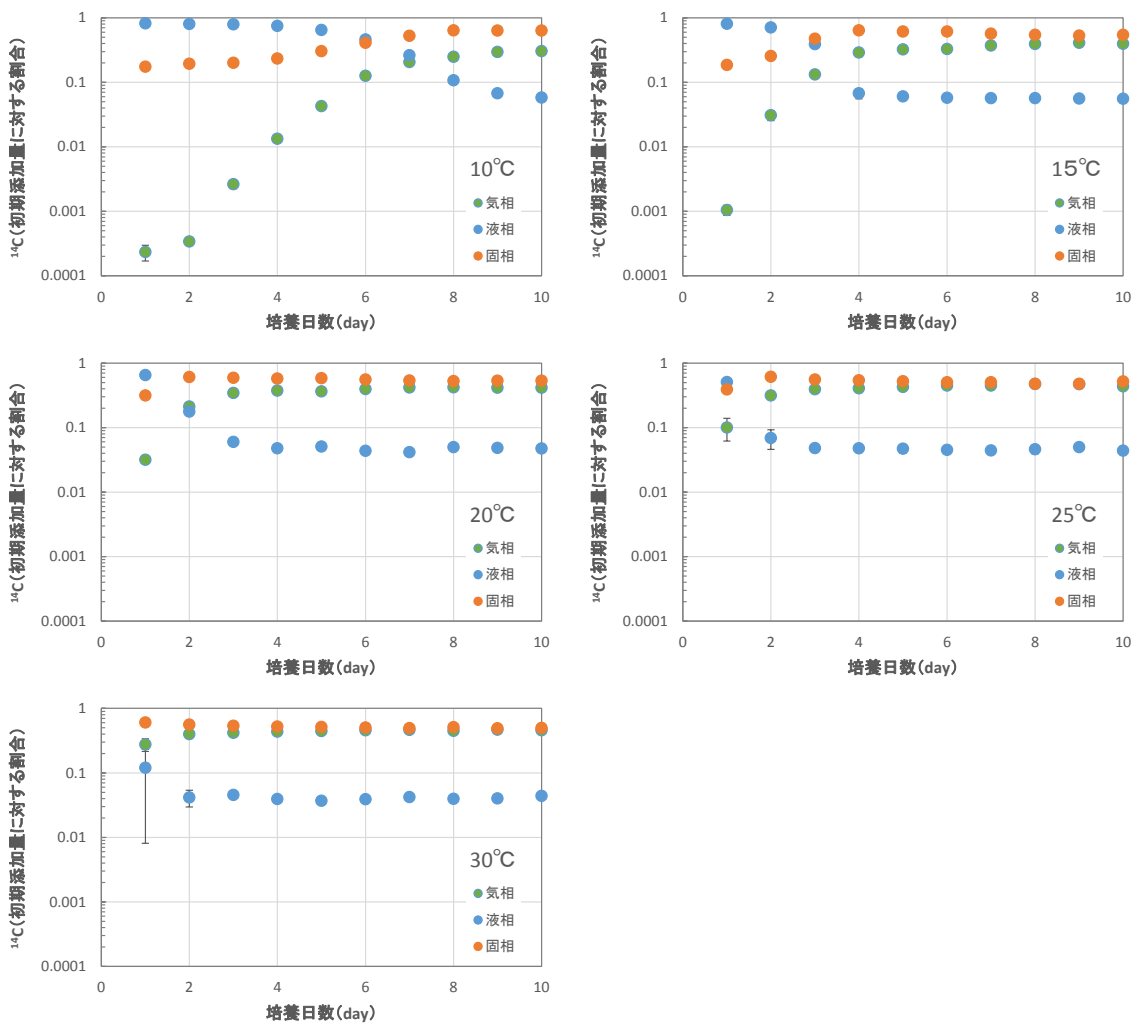 1
0.1
0.01
0.001
0.0001
0 2 4 6 8 10
¹⁴C(初期添加量に対する割合)
培養日数(day)
10℃
気相
液相
固相
1
0.1
0.01
0.001
0.0001
0 2 4 6 8 10
¹⁴C(初期添加量に対する割合)
培養日数(day)
15℃
気相
液相
固相
1
0.1
0.01
0.001
0.0001
0 2 4 6 8 10
¹⁴C(初期添加量に対する割合)
培養日数(day)
20℃
気相
液相
固相
1
0.1
0.01
0.001
0.0001
0 2 4 6 8 10
¹⁴C(初期添加量に対する割合)
培養日数(day)
25℃
気相
液相
固相
1
0.1
0.01
0.001
0.0001
0 2 4 6 8 10
¹⁴C(初期添加量に対する割合)
培養日数(day)
30℃
気相
液相
固相